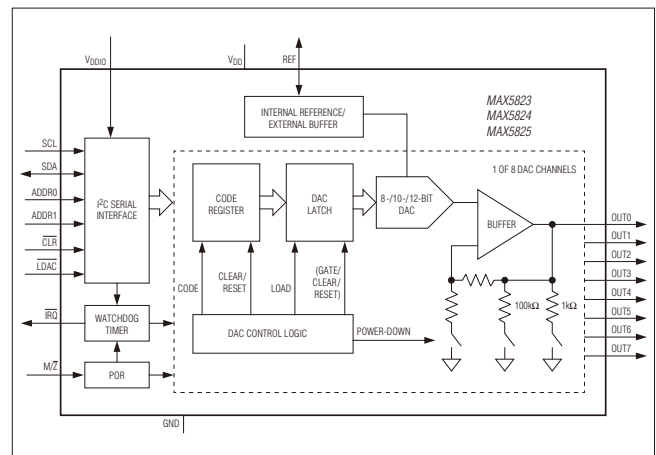 V_DDIO
V_DD
REF
INTERNAL REFERENCE/
EXTERNAL BUFFER
MAX5823
MAX5824
MAX5825
SCL
SDA
ADDR0
ADDR1
CLR
LDAC
IRQ
M/Z
I²C SERIAL
INTERFACE
WATCHDOG
TIMER
POR
1 OF 8 DAC CHANNELS
CODE
REGISTER
DAC
LATCH
8-/10-/12-BIT
DAC
BUFFER
CODE
CLEAR/
RESET
LOAD
(GATE/
CLEAR/
RESET)
DAC CONTROL LOGIC
POWER-DOWN
100kΩ
1kΩ
OUT0
OUT1
OUT2
OUT3
OUT4
OUT5
OUT6
OUT7
GND